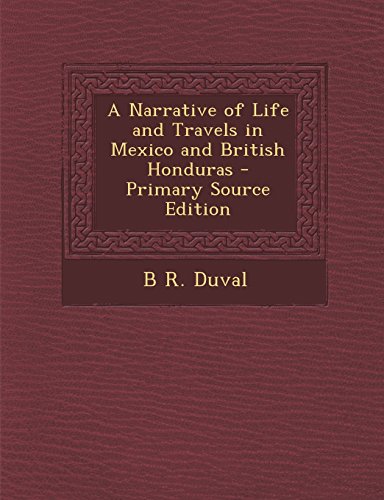 A Narrative of Life
and Travels in
Mexico and British
Honduras -
Primary Source
Edition
B R. Duval